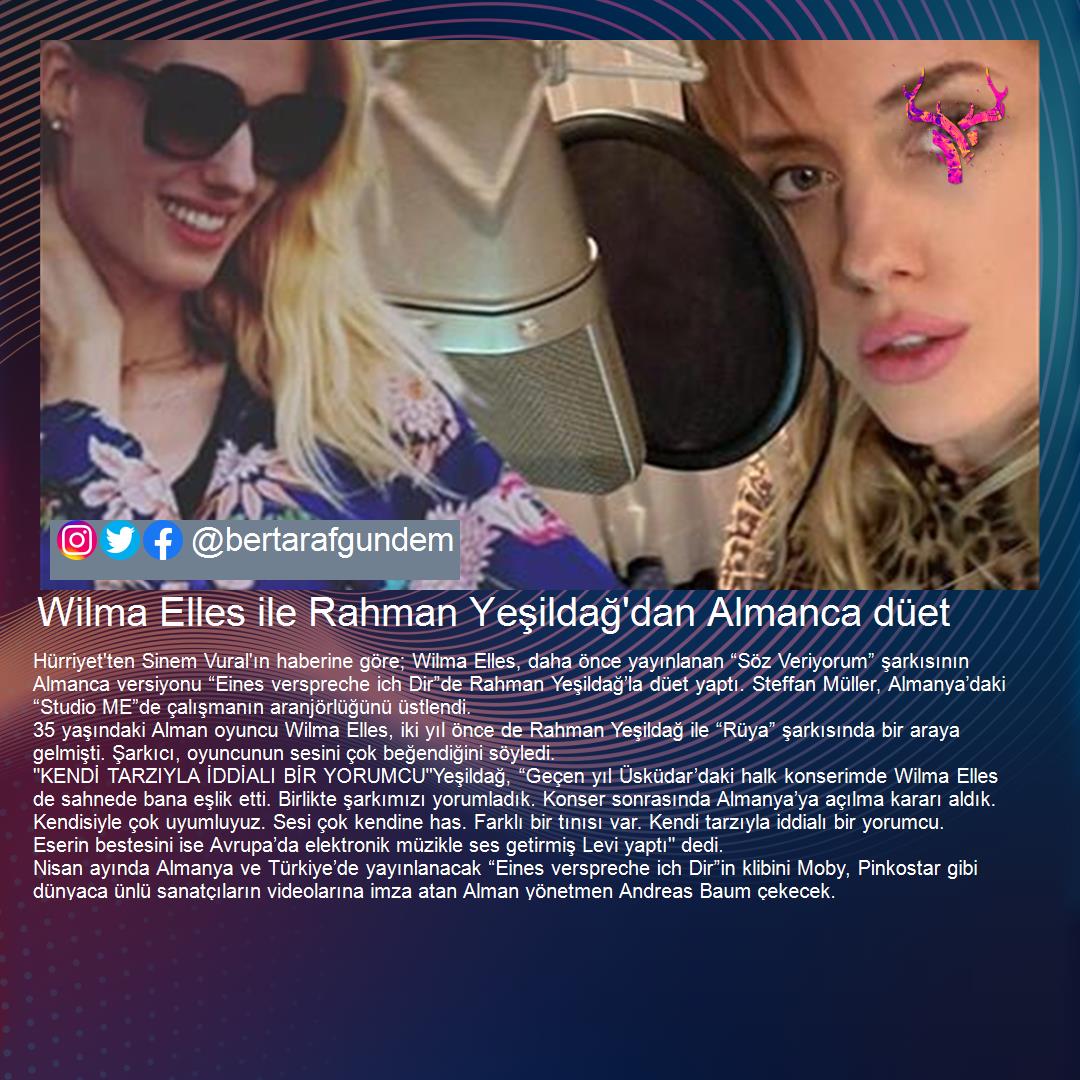 @bertarafgundem
Wilma Elles ile Rahman Yeşildağ'dan Almanca düet
Hürriyet'ten Sinem Vural'ın haberine göre; Wilma Elles, daha önce yayınlanan “Söz Veriyorum” şarkısının
Almanca versiyonu “Eines verspreche ich Dir”de Rahman Yeşildağ’la düet yaptı. Steffan Müller, Almanya’daki
“Studio ME”de çalışmanın aranjörlüğünü üstlendi.
35 yaşındaki Alman oyuncu Wilma Elles, iki yıl önce de Rahman Yeşildağ ile “Rüya” şarkısında bir araya
gelmişti. Şarkıcı, oyuncunun sesini çok beğendiğini söyledi.
"KENDİ TARZIYLA İDDİALI BİR YORUMCU"Yeşildağ, “Geçen yıl Üsküdar’daki halk konserimde Wilma Elles
de sahnede bana eşlik etti. Birlikte şarkımızı yorumladık. Konser sonrasında Almanya’ya açılma kararı aldık.
Kendisiyle çok uyumluyuz. Sesi çok kendine has. Farklı bir tınısı var. Kendi tarzıyla iddialı bir yorumcu.
Eserin bestesini ise Avrupa’da elektronik müzikle ses getirmiş Levi yaptı" dedi.
Nisan ayında Almanya ve Türkiye’de yayınlanacak “Eines verspreche ich Dir”in klibini Moby, Pinkostar gibi
dünyaca ünlü sanatçıların videolarına imza atan Alman yönetmen Andreas Baum çekecek.